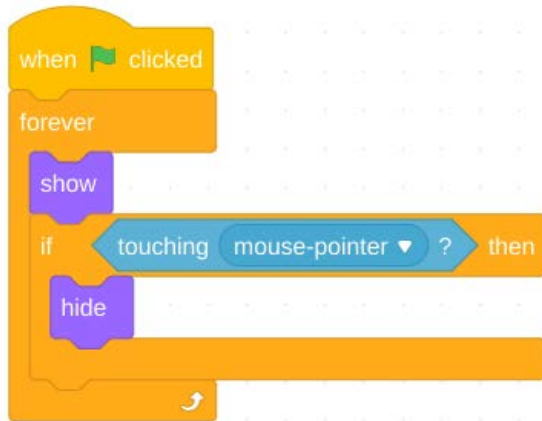 when clicked
forever
show
if touching mouse-pointer ? then
hide